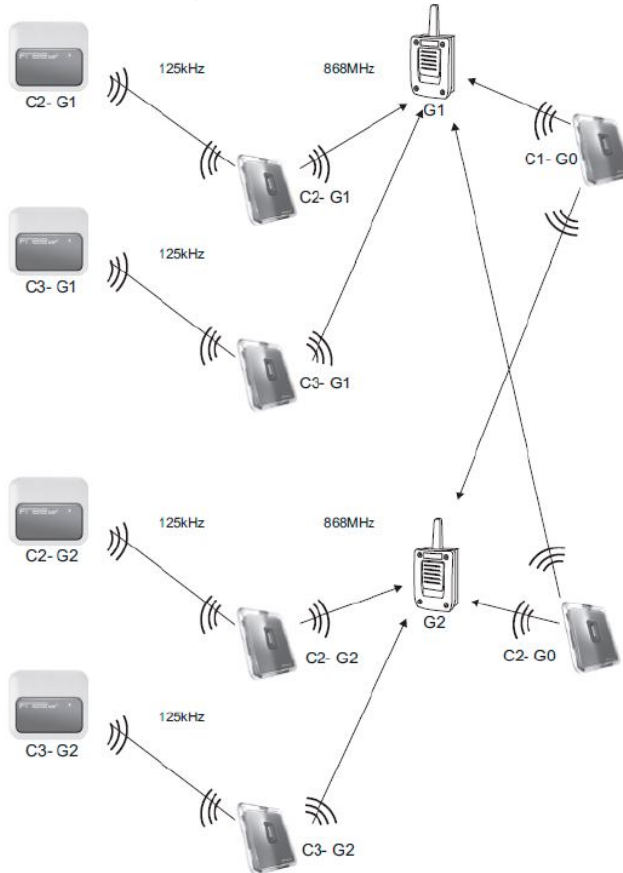 125kHz
868MHz
C2- G1
G1
C1- G0
C2- G1
125kHz
C3- G1
C3- G1
125kHz
868MHz
C2- G2
G2
C2- G2
C2- G0
125kHz
C3- G2
C3- G2